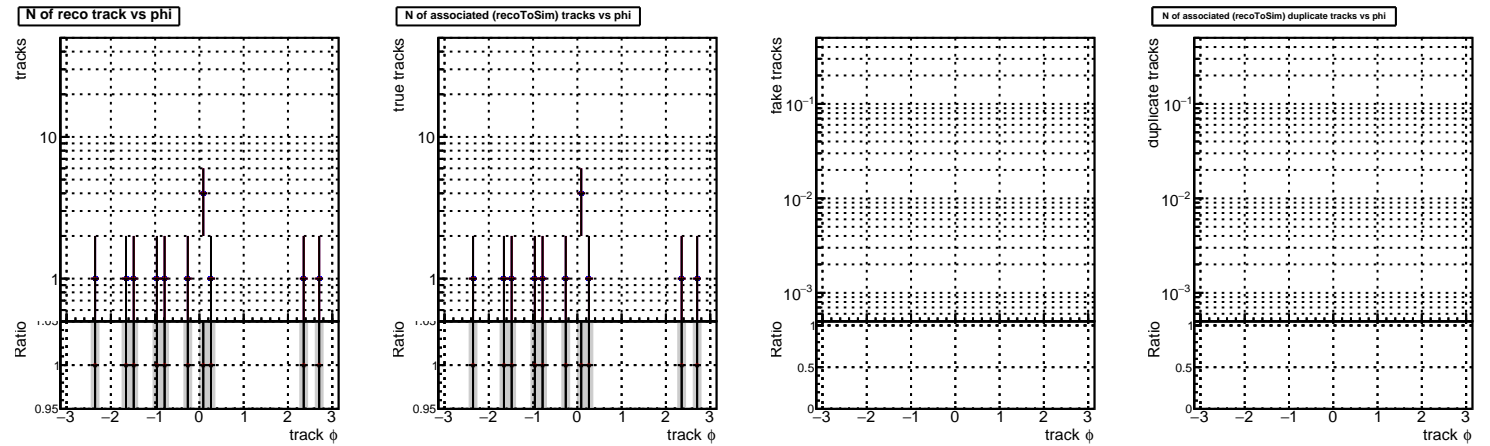 N of reco track vs phi
tracks
10
1
Ratio
1.05
1
0.95
−3 −2 −1 0 1 2 3
track ϕ
N of associated (recoToSim) tracks vs phi
true tracks
10
1
Ratio
1.05
1
0.95
−3 −2 −1 0 1 2 3
track ϕ
fake tracks
10−1
10−2
10−3
Ratio
1
0.5
0
−3 −2 −1 0 1 2 3
track ϕ
N of associated (recoToSim) duplicate tracks vs phi
duplicate tracks
10−1
10−2
10−3
Ratio
1
0.5
0
−3 −2 −1 0 1 2 3
track ϕ